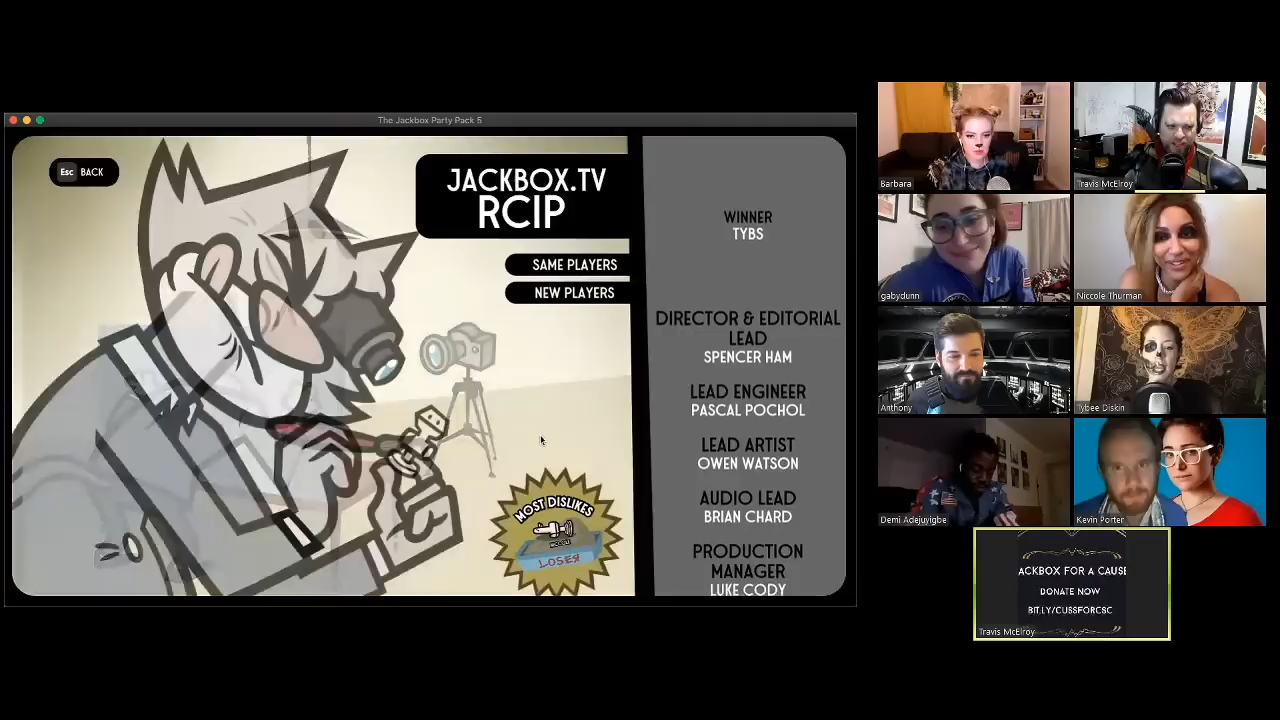 The Jackbox Party Pack 5
Esc BACK
JACKBOX.TV
RCIP
SAME PLAYERS
NEW PLAYERS
MOST DISLIKES
LOSER
WINNER
TYBS
DIRECTOR & EDITORIAL
LEAD
SPENCER HAM
LEAD ENGINEER
PASCAL POCHOL
LEAD ARTIST
OWEN WATSON
AUDIO LEAD
BRIAN CHARD
PRODUCTION
MANAGER
LUKE CODY
Barbara
Travis McElroy
gabydunn
Niccole Thurman
Anthony
Tybee Diskin
Demi Adejuyigbe
Kevin Porter
ACKBOX FOR A CAUSE
DONATE NOW
BIT.LY/CUSSFORCSC
Travis McElroy